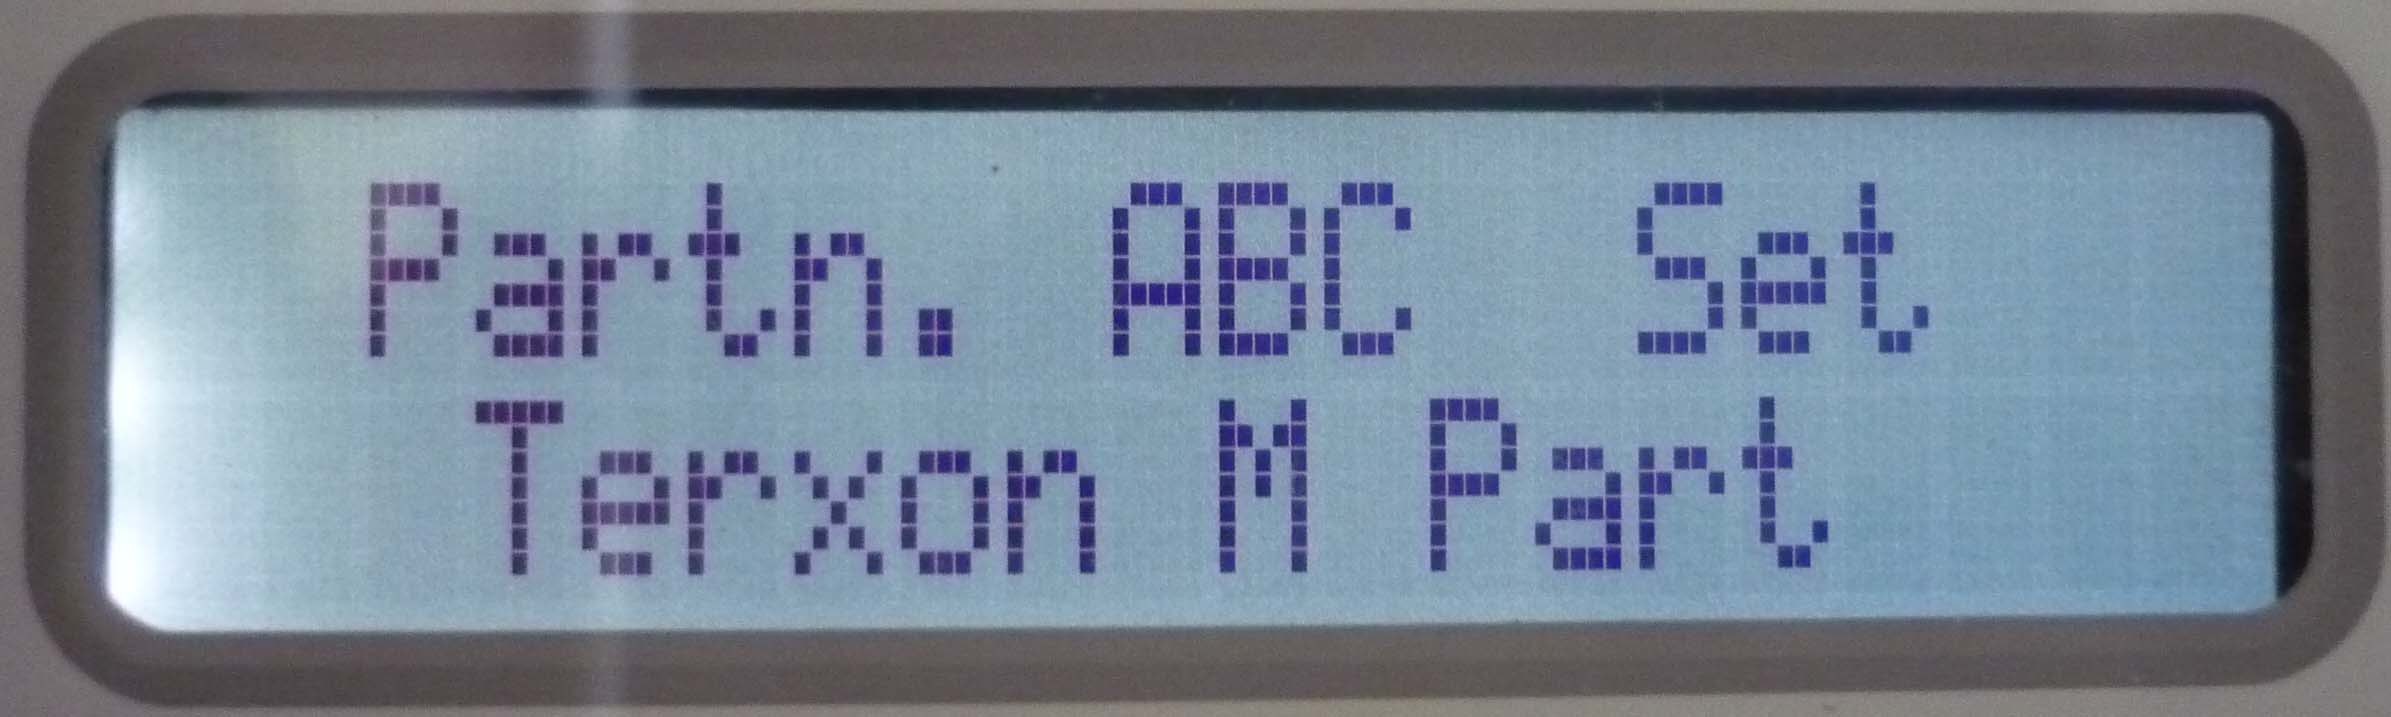 Partn. ABC  Set
Terxon M Part